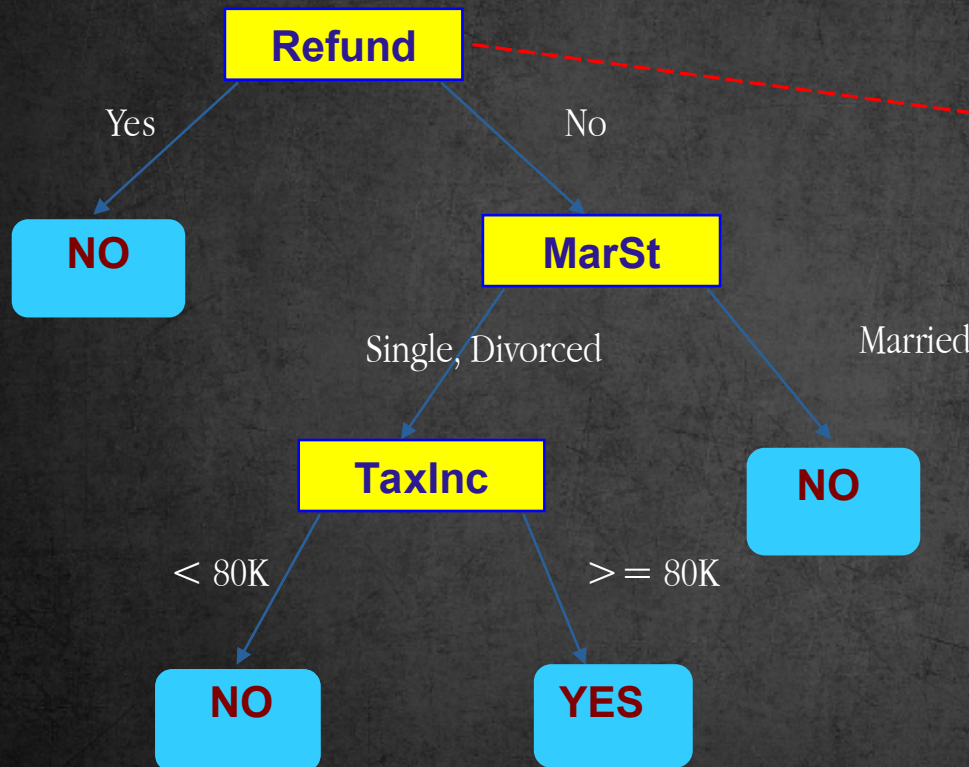 Refund
Yes
No
NO
MarSt
Single, Divorced
Married
TaxInc
NO
< 80K
>= 80K
NO
YES